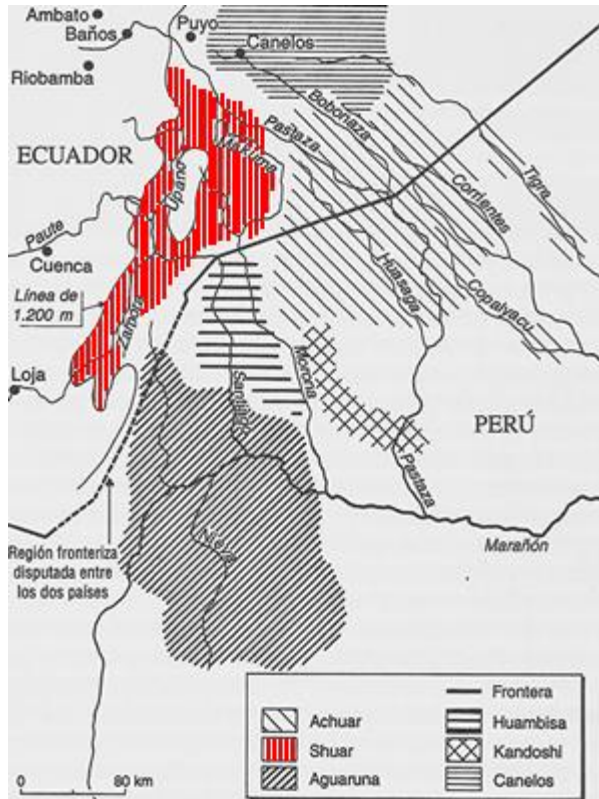 Ambato
Puyo
Baños
Canelos
Riobamba
Bobonaza
Pastaza
Tigre
ECUADOR
Makuma
Upano
Corrientes
Paute
Cuenca
Huasaga
Línea de
1.200 m
Copalyacu
Zamora
Morona
Loja
Santiago
PERÚ
Pastaza
Región fronteriza
disputada entre
los dos países
Nieva
Marañón
Frontera
Achuar
Huambisa
Shuar
Kandoshi
Aguaruna
Canelos
0 80 km